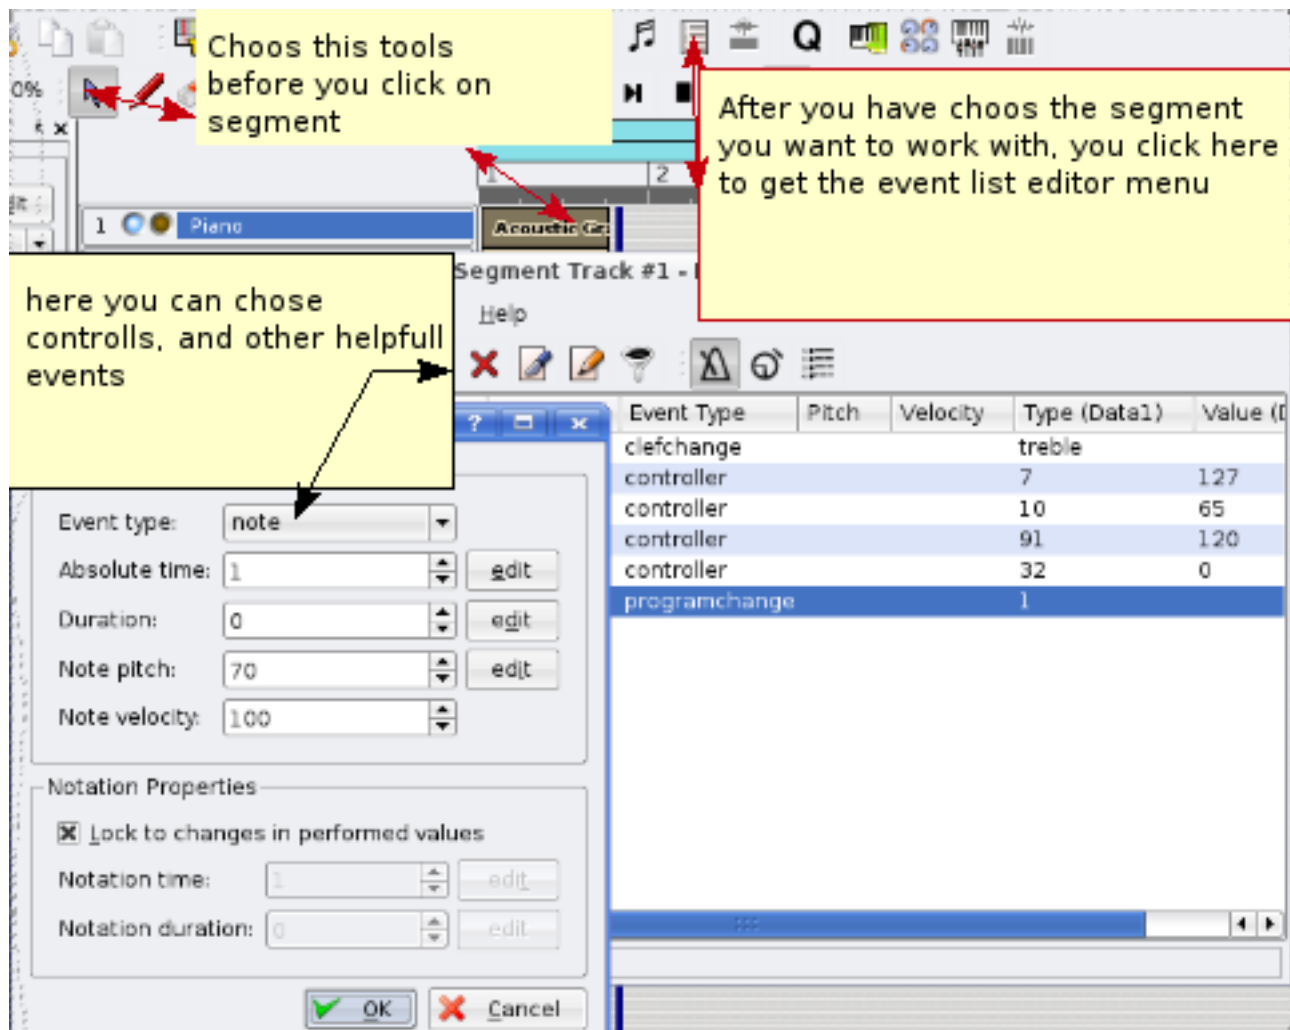 Choos this tools
before you click on
segment
Q
0%
After you have choos the segment
you want to work with, you click here
to get the event list editor menu
1 2
1 Piano
Acoustic Gr
here you can chose
controlls, and other helpfull
events
Segment Track #1 -
Help
Event Type Pitch Velocity Type (Data1) Value (D
clefchange treble
controller 7 127
controller 10 65
controller 91 120
controller 32 0
programchange 1
Event type: note
Absolute time: 1 edit
Duration: 0 edit
Note pitch: 70 edit
Note velocity: 100
Notation Properties
Lock to changes in performed values
Notation time: 1 edit
Notation duration: 0 edit
OK Cancel